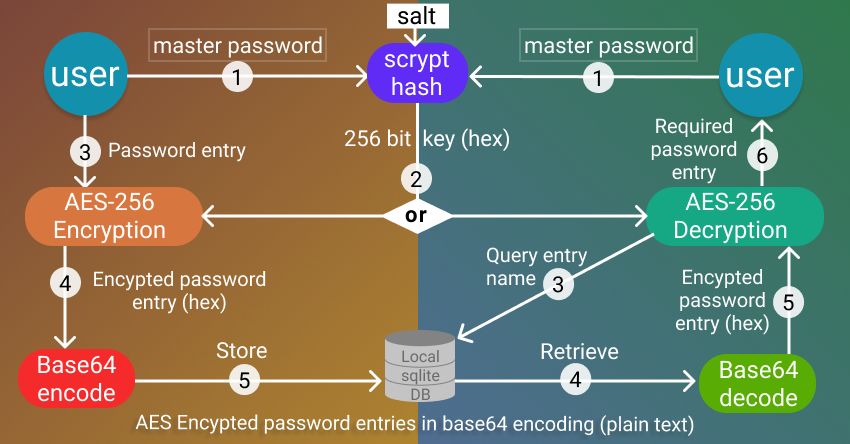 salt
user
master password
1
scrypt
hash
master password
1
user
256 bit key (hex)
2
or
3
Password entry
AES-256
Encryption
4
Encypted password
entry (hex)
Base64
encode
Store
5
Required
password
entry
6
AES-256
Decryption
Query entry
name
3
Local
sqlite
DB
Retrieve
4
Encypted
password
entry (hex)
5
Base64
decode
AES Encypted password entries in base64 encoding (plain text)